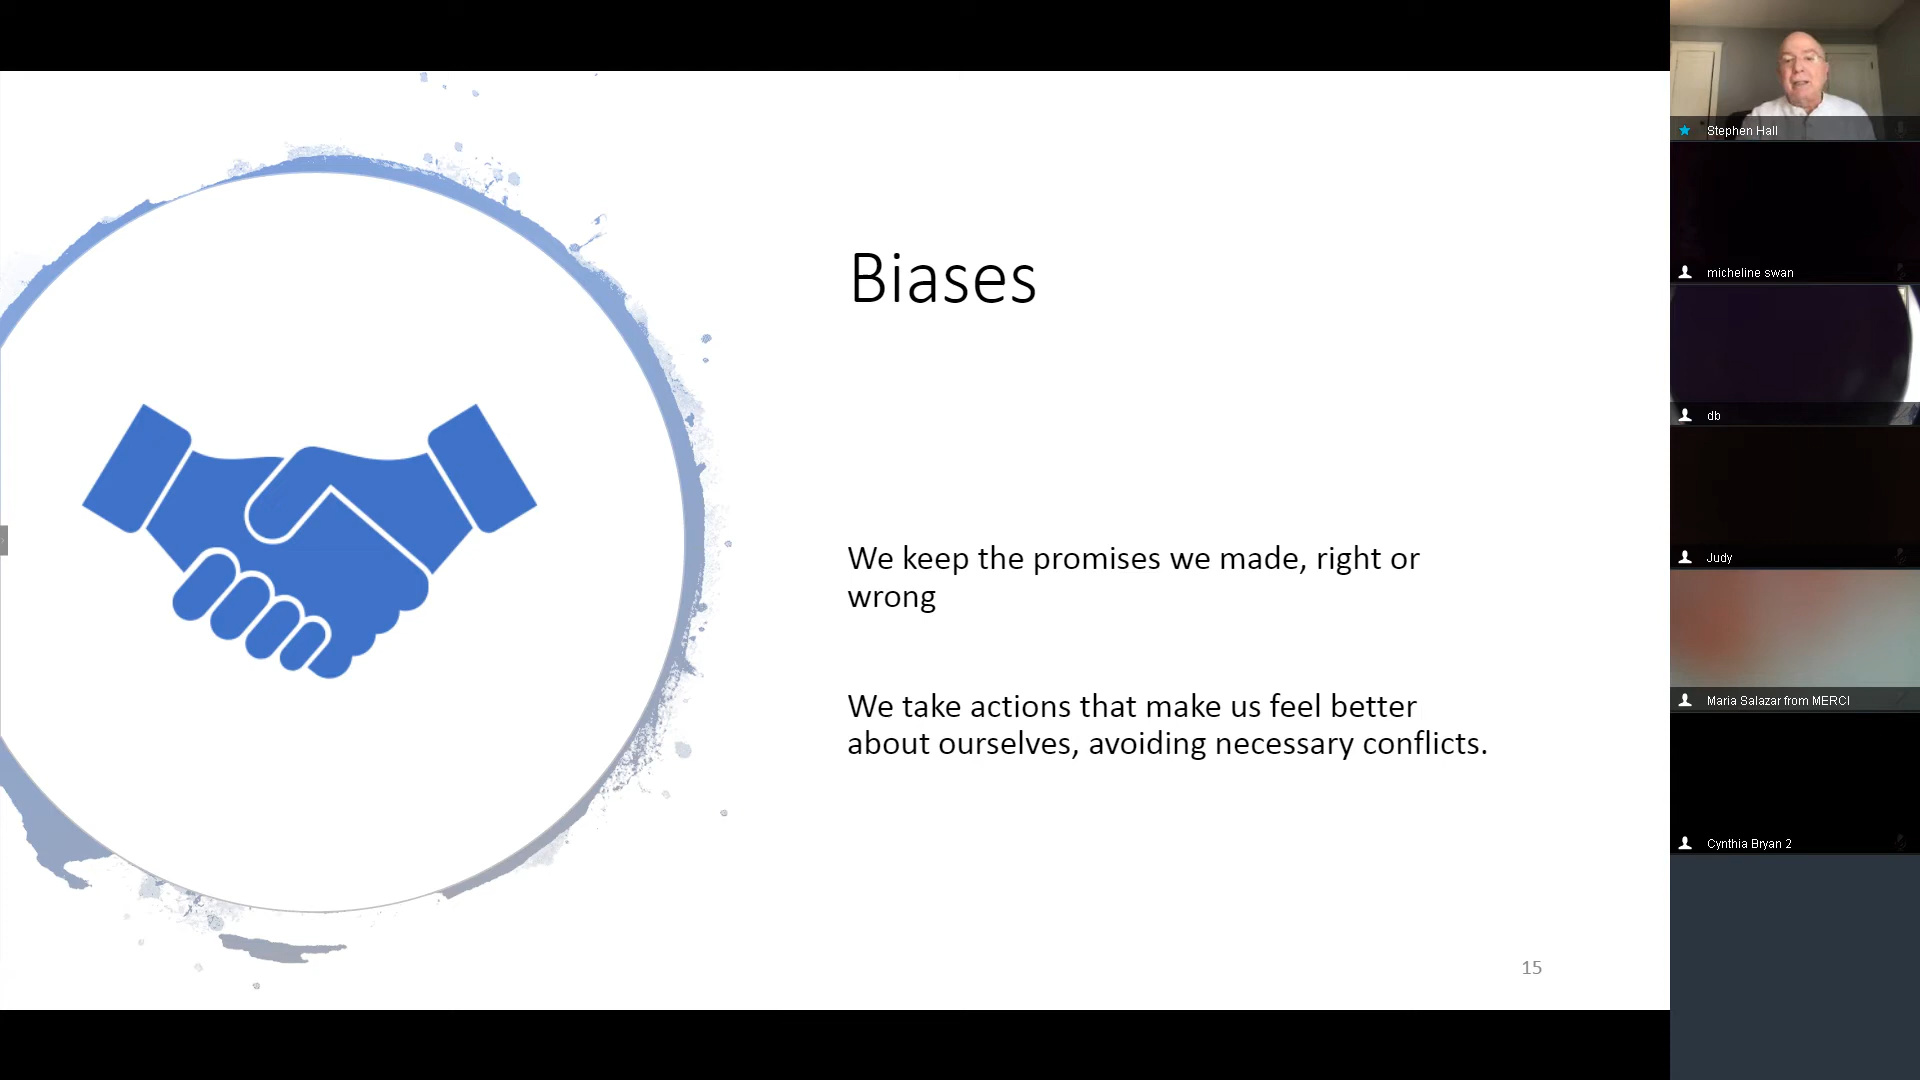 Biases
We keep the promises we made, right or
wrong
We take actions that make us feel better
about ourselves, avoiding necessary conflicts.
15
Stephen Hall
micheline swan
db
Judy
Maria Salazar from MERCI
Cynthia Bryan 2